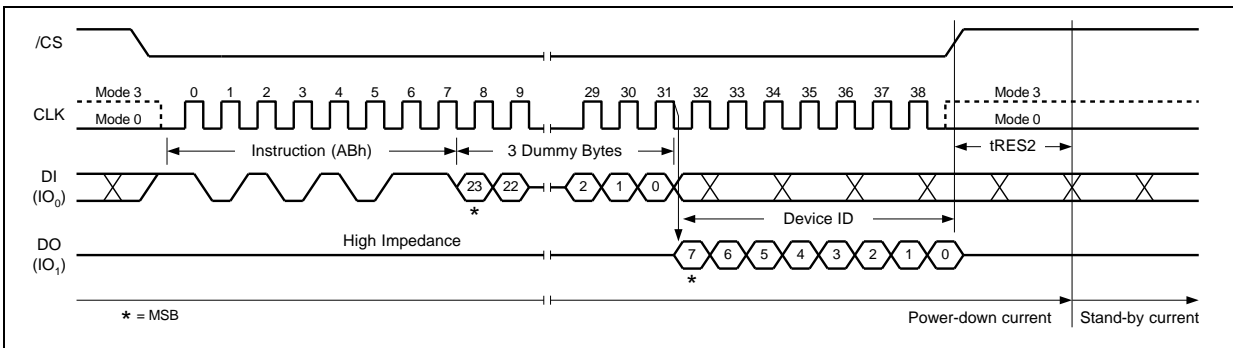 /CS
Mode 3 0 1 2 3 4 5 6 7 8 9 29 30 31 32 33 34 35 36 37 38 Mode 3
CLK
Mode 0 Mode 0
Instruction (ABh) 3 Dummy Bytes tRES2
DI
(IO0)
23 22 2 1 0
*
Device ID
High Impedance
DO
(IO1)
7 6 5 4 3 2 1 0
*
* = MSB
Power-down current Stand-by current